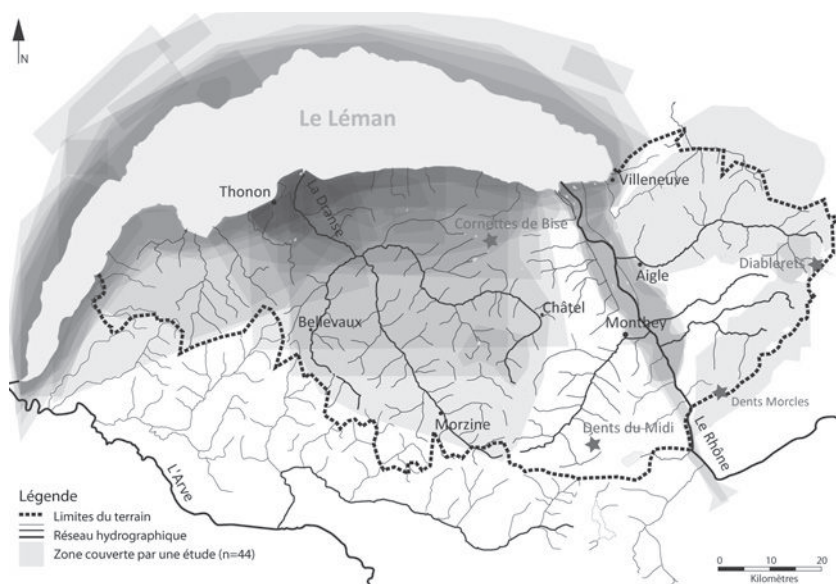 N
Le Léman
Thonon
La Dranse
Villeneuve
Cornettes de Bise
Aigle
Diablerets
Châtel
Bellevaux
Monthey
Dents Morcles
Morzine
Dents du Midi
Le Rhône
L'Arve
Légende
Limites du terrain
Réseau hydrographique
Zone couverte par une étude (n=44)
0 5 10 20
Kilomètres